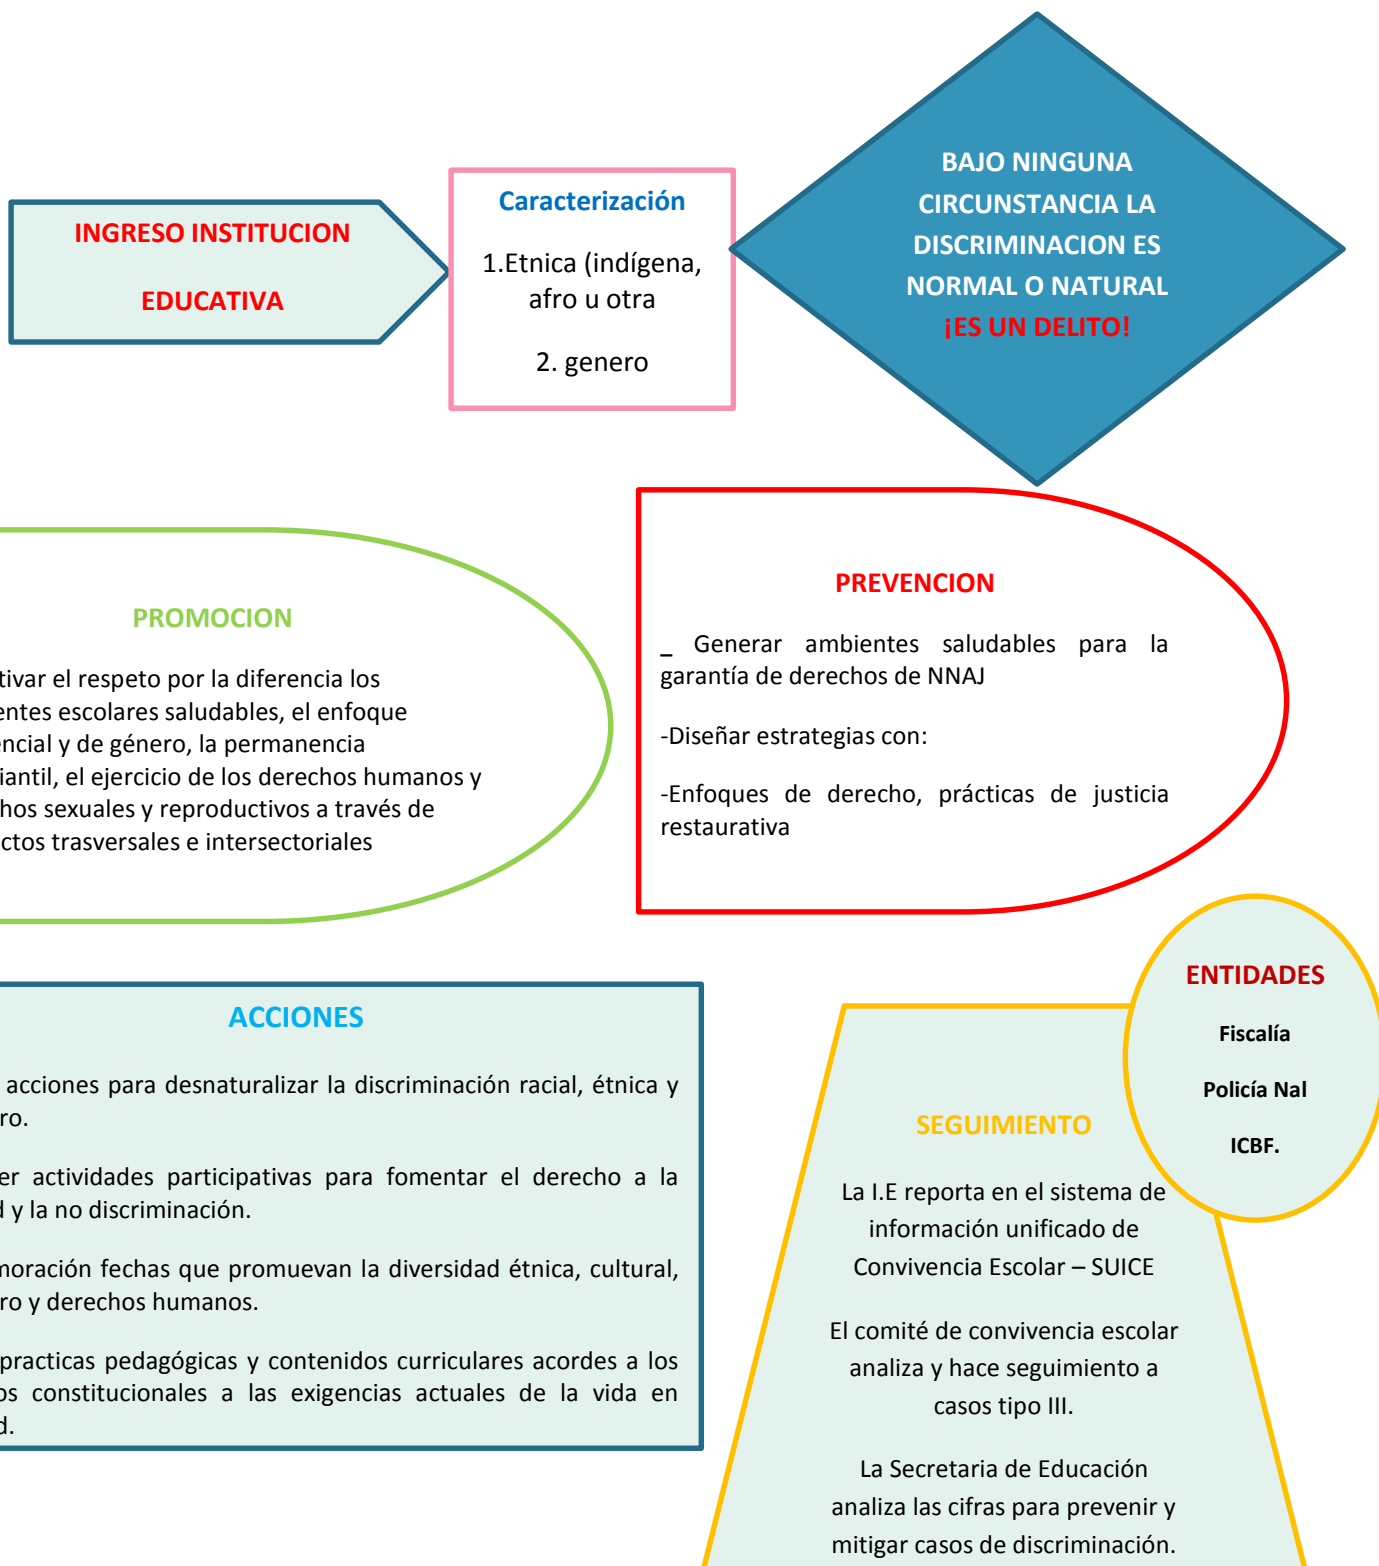 INGRESO INSTITUCION
EDUCATIVA
Caracterización
1.Etnica (indígena,
afro u otra
2. genero
BAJO NINGUNA
CIRCUNSTANCIA LA
DISCRIMINACION ES
NORMAL O NATURAL
¡ES UN DELITO!
PROMOCION
tivar el respeto por la diferencia los
entes escolares saludables, el enfoque
encial y de género, la permanencia
iantil, el ejercicio de los derechos humanos y
hos sexuales y reproductivos a través de
ctos trasversales e intersectoriales
PREVENCION
_ Generar ambientes saludables para la
garantía de derechos de NNAJ
-Diseñar estrategias con:
-Enfoques de derecho, prácticas de justicia
restaurativa
ACCIONES
acciones para desnaturalizar la discriminación racial, étnica y
ro.
er actividades participativas para fomentar el derecho a la
d y la no discriminación.
moración fechas que promuevan la diversidad étnica, cultural,
ro y derechos humanos.
practicas pedagógicas y contenidos curriculares acordes a los
os constitucionales a las exigencias actuales de la vida en
d.
ENTIDADES
Fiscalía
Policía Nal
ICBF.
SEGUIMIENTO
La I.E reporta en el sistema de
información unificado de
Convivencia Escolar – SUICE
El comité de convivencia escolar
analiza y hace seguimiento a
casos tipo III.
La Secretaria de Educación
analiza las cifras para prevenir y
mitigar casos de discriminación.